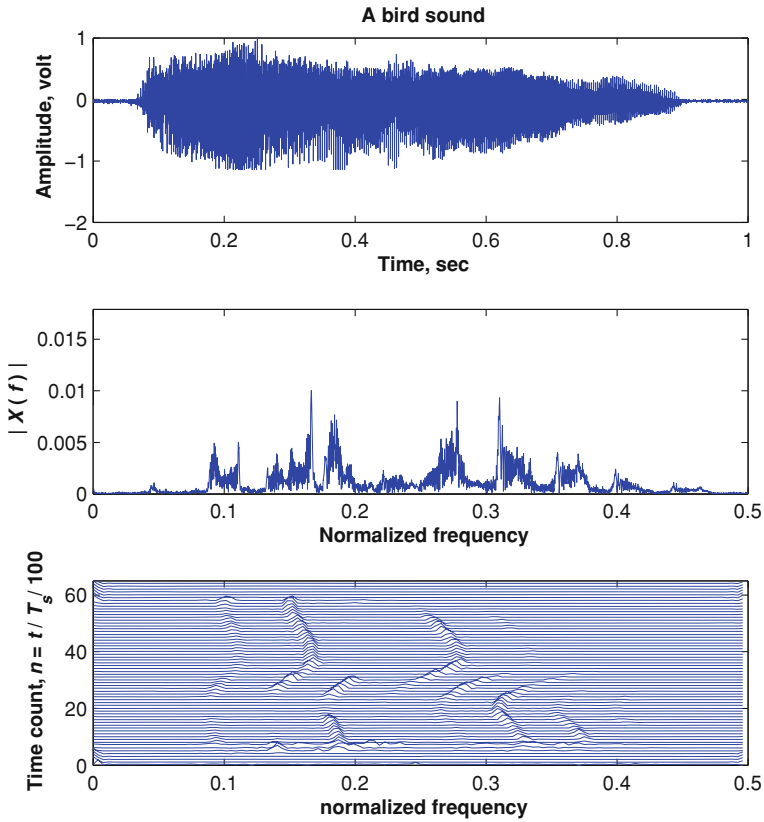 A bird sound
Amplitude, volt
1
0
−1
−2
0 0.2 0.4 0.6 0.8 1
Time, sec
| X ( f ) |
0.015
0.01
0.005
0
0 0.1 0.2 0.3 0.4 0.5
Normalized frequency
Time count, n = t / T_s / 100
60
40
20
0
0 0.1 0.2 0.3 0.4 0.5
normalized frequency